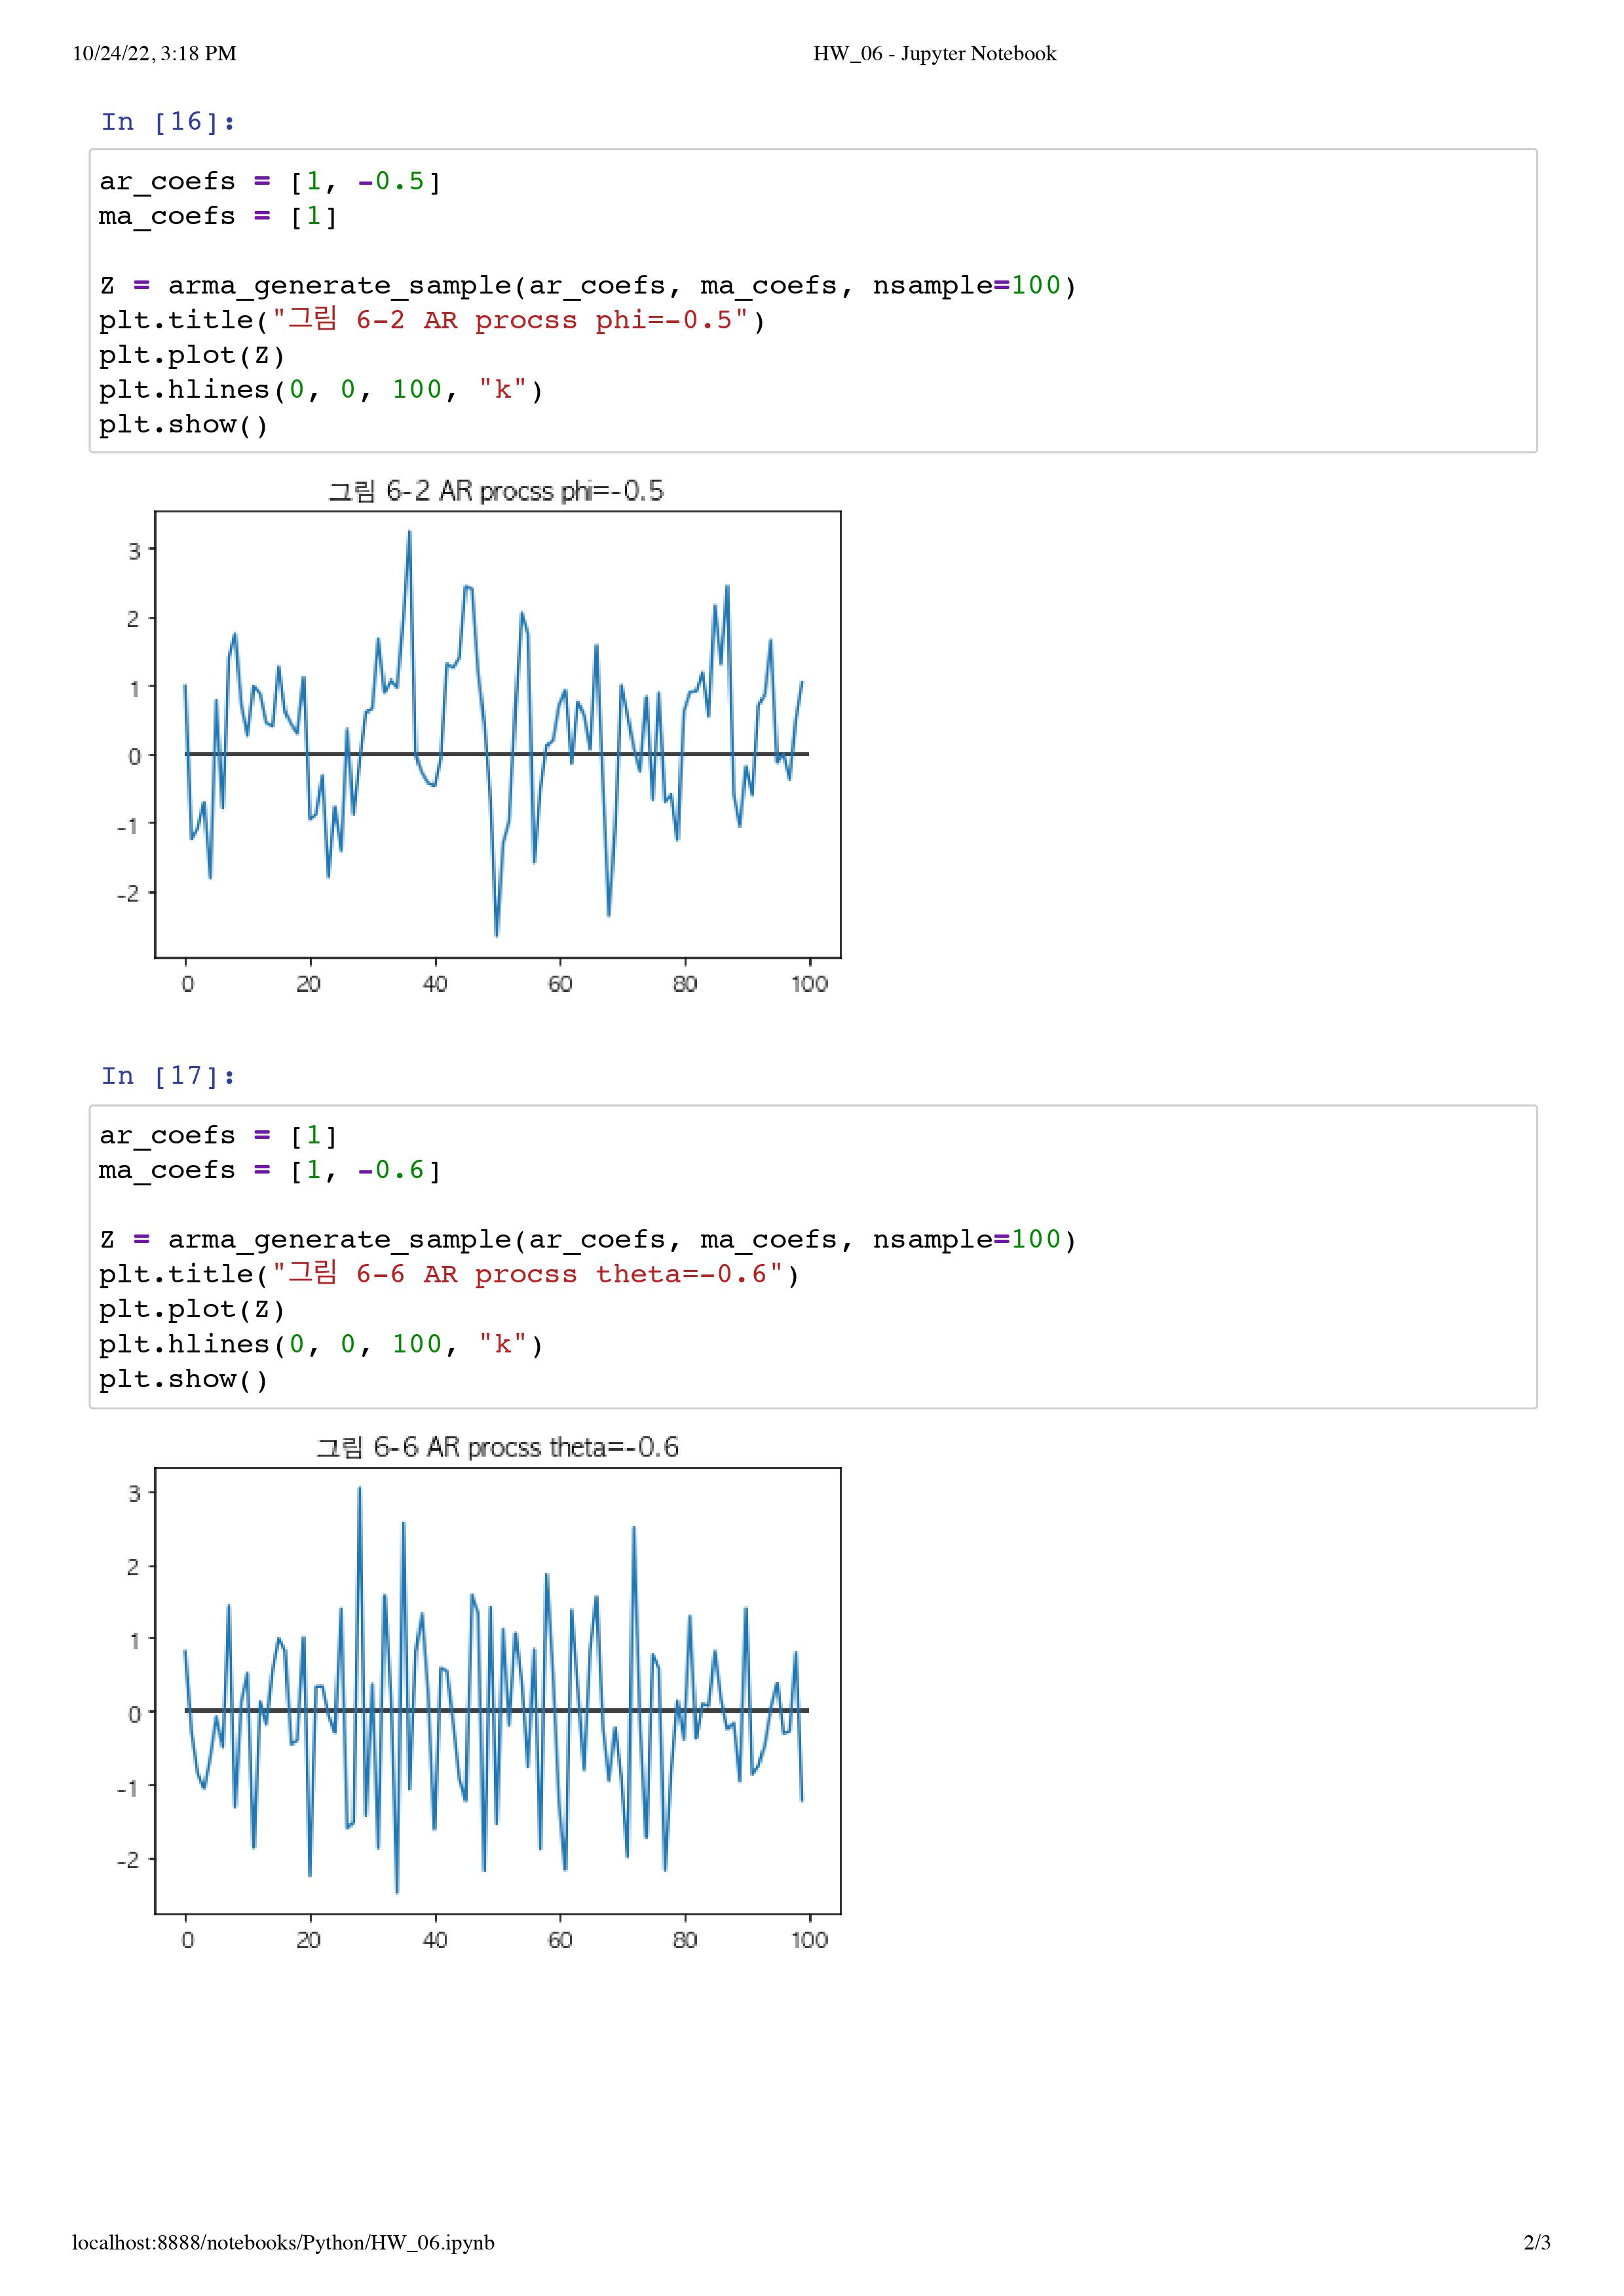 10/24/22, 3:18 PM HW_06 - Jupyter Notebook
In [16]:
ar_coefs = [1, -0.5]
ma_coefs = [1]
Z = arma_generate_sample(ar_coefs, ma_coefs, nsample=100)
plt.title("그림 6-2 AR procss phi=-0.5")
plt.plot(Z)
plt.hlines(0, 0, 100, "k")
plt.show()
그림 6-2 AR procss phi=-0.5
3
2
1
0
-1
-2
0 20 40 60 80 100
In [17]:
ar_coefs = [1]
ma_coefs = [1, -0.6]
Z = arma_generate_sample(ar_coefs, ma_coefs, nsample=100)
plt.title("그림 6-6 AR procss theta=-0.6")
plt.plot(Z)
plt.hlines(0, 0, 100, "k")
plt.show()
그림 6-6 AR procss theta=-0.6
3
2
1
0
-1
-2
0 20 40 60 80 100
localhost:8888/notebooks/Python/HW_06.ipynb 2/3